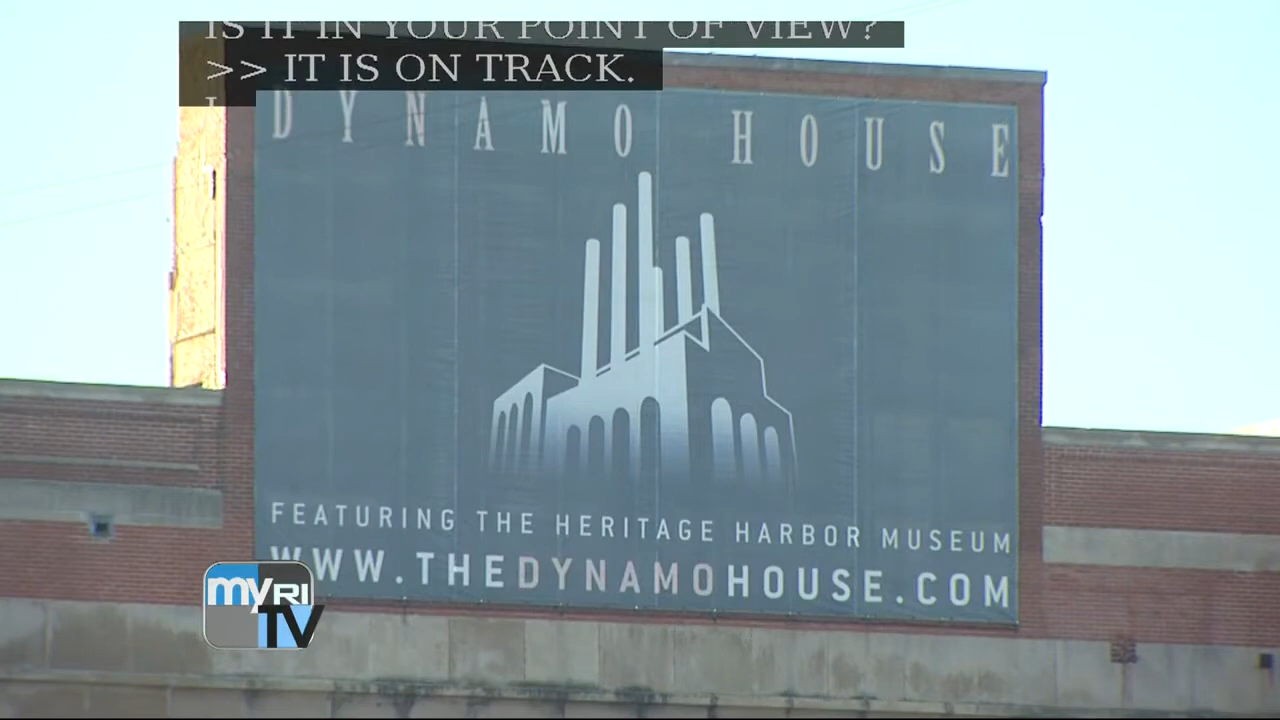 IS IT IN YOUR POINT OF VIEW?
>> IT IS ON TRACK.
DYNAMO HOUSE
FEATURING THE HERITAGE HARBOR MUSEUM
WWW.THEDYNAMOHOUSE.COM
myRI
TV